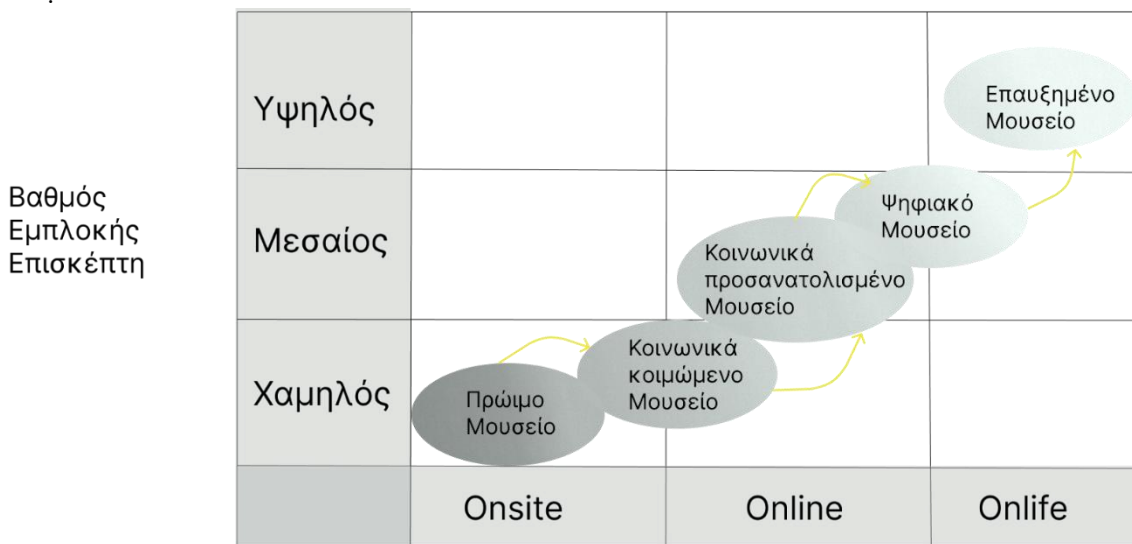 Υψηλός
Επαυξημένο
Μουσείο
Βαθμός
Εμπλοκής
Επισκέπτη
Μεσαίος
Ψηφιακό
Μουσείο
Κοινωνικά
προσανατολισμένο
Μουσείο
Χαμηλός
Κοινωνικά
κοιμώμενο
Μουσείο
Πρώιμο
Μουσείο
Onsite
Online
Onlife